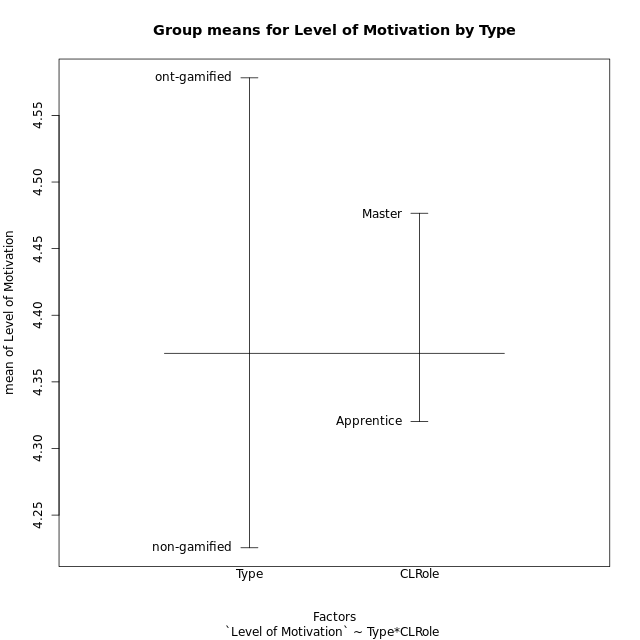 Group means for Level of Motivation by Type
mean of Level of Motivation
4.55
4.50
4.45
4.40
4.35
4.30
4.25
ont-gamified
Master
Apprentice
non-gamified
Type
CLRole
Factors
`Level of Motivation` ~ Type*CLRole